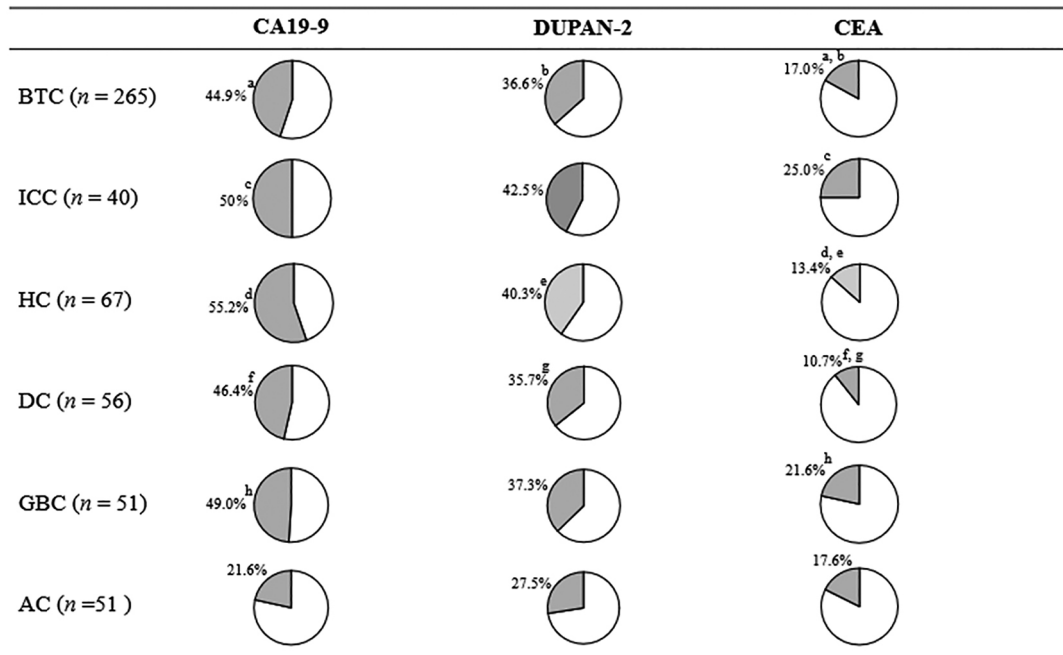 CA19-9 DUPAN-2 CEA
BTC (n = 265) 44.9% a 36.6% b 17.0% a, b
ICC (n = 40) 50% c 42.5% 25.0% c
HC (n = 67) 55.2% d 40.3% e 13.4% d, e
DC (n = 56) 46.4% f 35.7% g 10.7% f, g
GBC (n = 51) 49.0% h 37.3% 21.6% h
AC (n =51 ) 21.6% 27.5% 17.6%